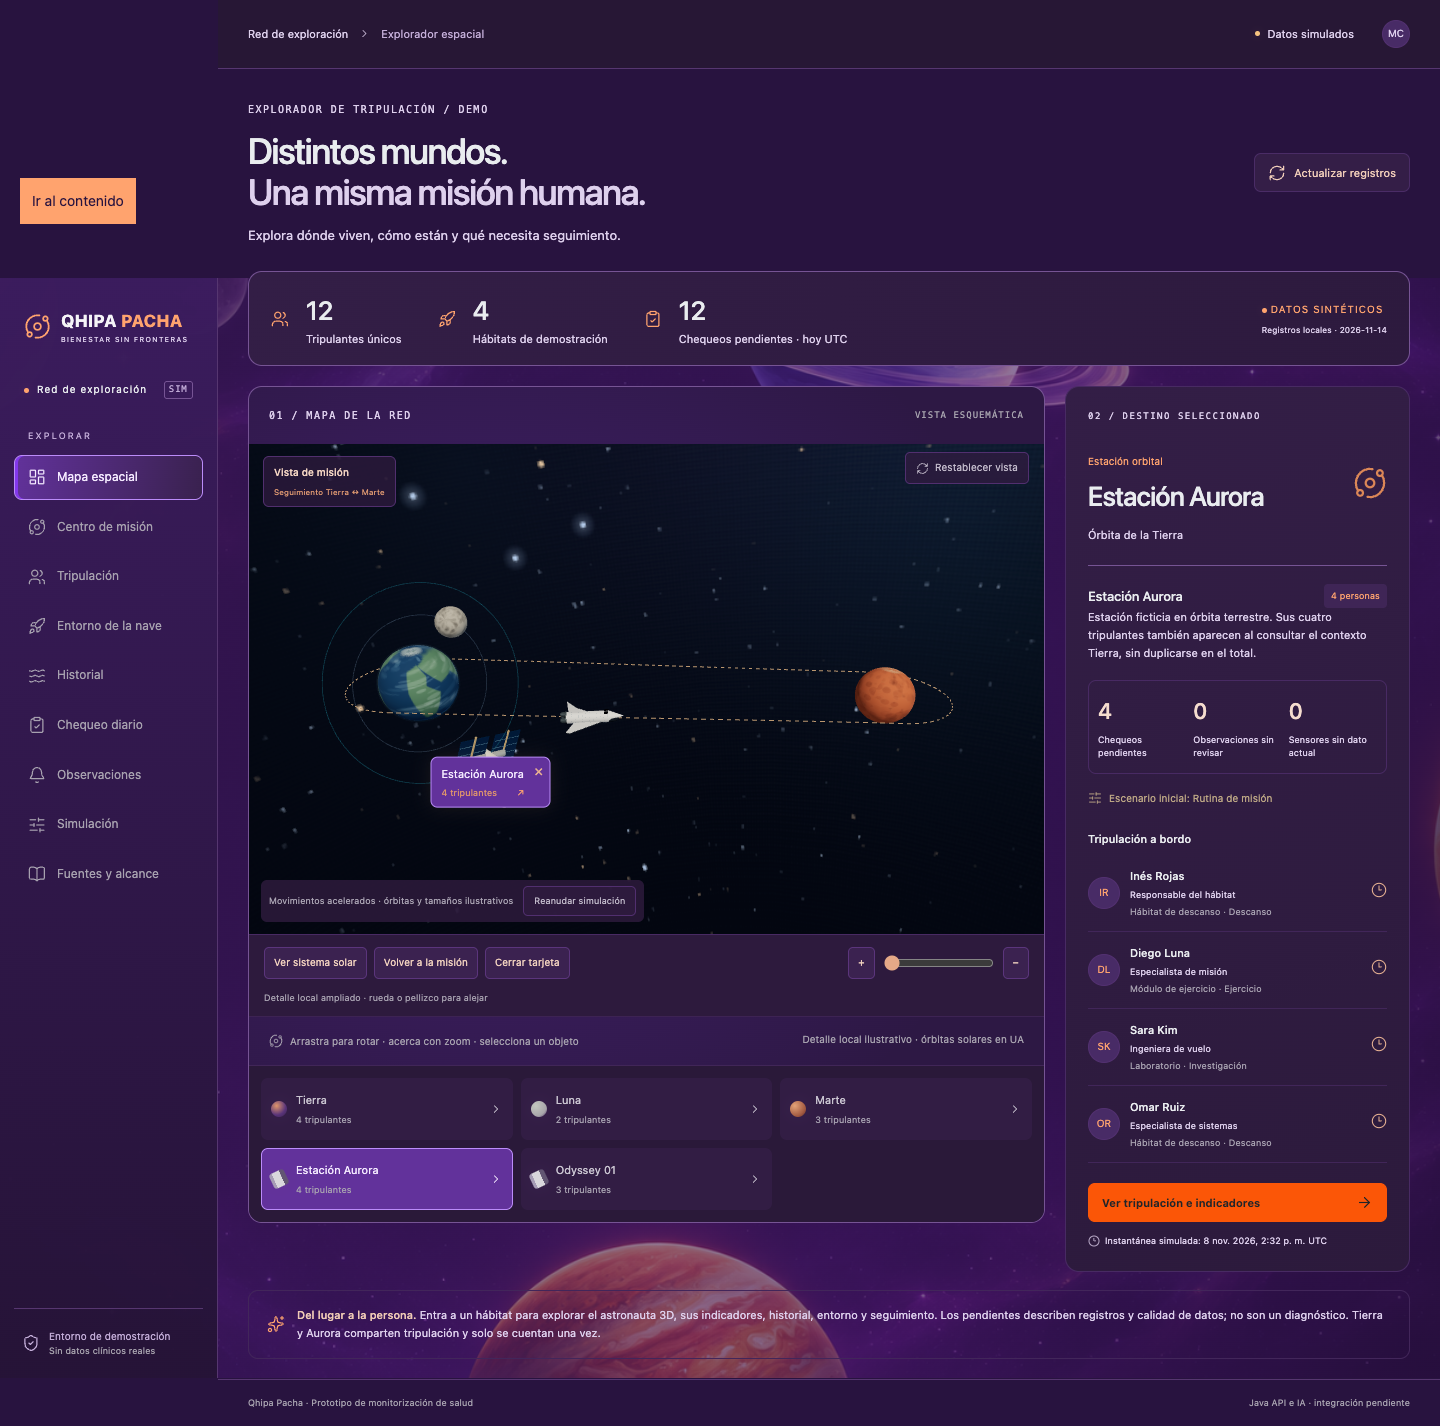 Red de exploración
Explorador espacial
Datos simulados
MC
EXPLORADOR DE TRIPULACIÓN / DEMO
Distintos mundos.
Una misma misión humana.
Explora dónde viven, cómo están y qué necesita seguimiento.
Actualizar registros
Ir al contenido
QHIPA PACHA
BIENESTAR SIN FRONTERAS
Red de exploración
SIM
EXPLORAR
Mapa espacial
Centro de misión
Tripulación
Entorno de la nave
Historial
Chequeo diario
Observaciones
Simulación
Fuentes y alcance
Entorno de demostración
Sin datos clínicos reales
12
Tripulantes únicos
4
Hábitats de demostración
12
Chequeos pendientes · hoy UTC
DATOS SINTÉTICOS
Registros locales · 2026-11-14
01 / MAPA DE LA RED
VISTA ESQUEMÁTICA
Vista de misión
Seguimiento Tierra ↔ Marte
Restablecer vista
Estación Aurora ×
4 tripulantes ↗
Movimientos acelerados · órbitas y tamaños ilustrativos
Reanudar simulación
Ver sistema solar
Volver a la misión
Cerrar tarjeta
+
−
Detalle local ampliado · rueda o pellizco para alejar
Arrastra para rotar · acerca con zoom · selecciona un objeto
Detalle local ilustrativo · órbitas solares en UA
Tierra
4 tripulantes
Luna
2 tripulantes
Marte
3 tripulantes
Estación Aurora
4 tripulantes
Odyssey 01
3 tripulantes
02 / DESTINO SELECCIONADO
Estación orbital
Estación Aurora
Órbita de la Tierra
Estación Aurora
4 personas
Estación ficticia en órbita terrestre. Sus cuatro
tripulantes también aparecen al consultar el contexto
Tierra, sin duplicarse en el total.
4
Chequeos
pendientes
0
Observaciones sin
revisar
0
Sensores sin dato
actual
Escenario inicial: Rutina de misión
Tripulación a bordo
IR
Inés Rojas
Responsable del hábitat
Hábitat de descanso · Descanso
DL
Diego Luna
Especialista de misión
Módulo de ejercicio · Ejercicio
SK
Sara Kim
Ingeniera de vuelo
Laboratorio · Investigación
OR
Omar Ruiz
Especialista de sistemas
Hábitat de descanso · Descanso
Ver tripulación e indicadores
Instantánea simulada: 8 nov. 2026, 2:32 p. m. UTC
Del lugar a la persona. Entra a un hábitat para explorar el astronauta 3D, sus indicadores, historial, entorno y seguimiento. Los pendientes describen registros y calidad de datos; no son un diagnóstico. Tierra
y Aurora comparten tripulación y solo se cuentan una vez.
Qhipa Pacha · Prototipo de monitorización de salud
Java API e IA · integración pendiente